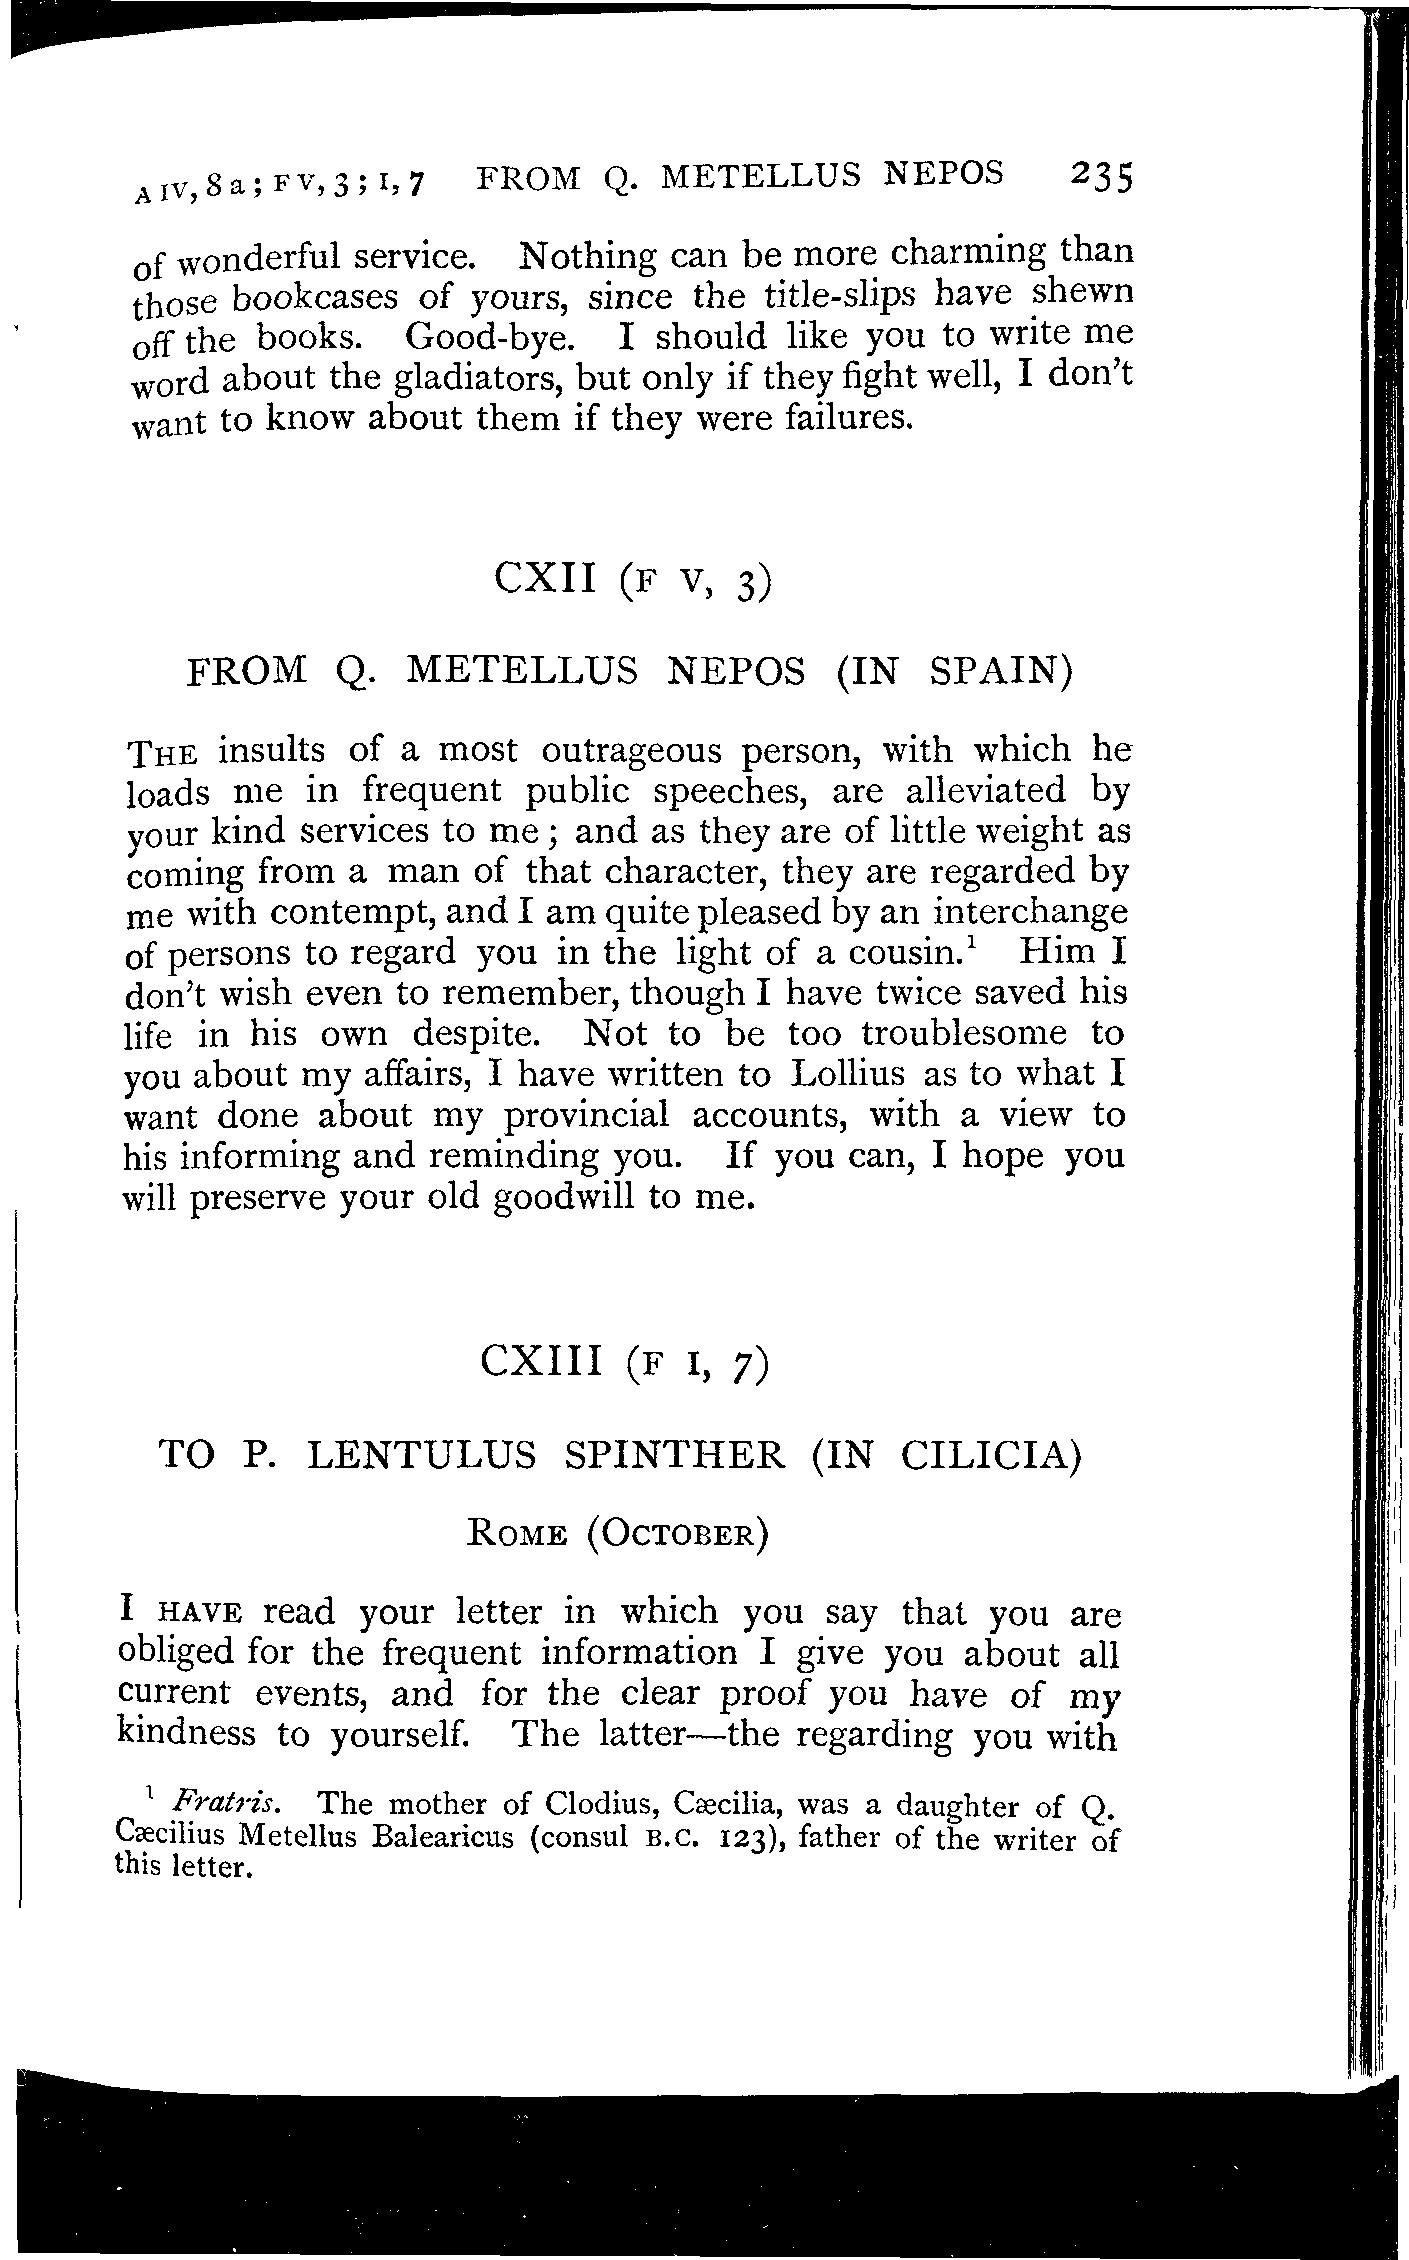 A IV, 8 a; F V, 3; I, 7 FROM Q. METELLUS NEPOS 235
of wonderful service. Nothing can be more charming than
those bookcases of yours, since the title-slips have shewn
off the books. Good-bye. I should like you to write me
word about the gladiators, but only if they fight well, I don't
want to know about them if they were failures.
CXII (F V, 3)
FROM Q. METELLUS NEPOS (IN SPAIN)
THE insults of a most outrageous person, with which he
loads me in frequent public speeches, are alleviated by
your kind services to me; and as they are of little weight as
coming from a man of that character, they are regarded by
me with contempt, and I am quite pleased by an interchange
of persons to regard you in the light of a cousin.¹ Him I
don't wish even to remember, though I have twice saved his
life in his own despite. Not to be too troublesome to
you about my affairs, I have written to Lollius as to what I
want done about my provincial accounts, with a view to
his informing and reminding you. If you can, I hope you
will preserve your old goodwill to me.
CXIII (F I, 7)
TO P. LENTULUS SPINTHER (IN CILICIA)
ROME (OCTOBER)
I HAVE read your letter in which you say that you are
obliged for the frequent information I give you about all
current events, and for the clear proof you have of my
kindness to yourself. The latter—the regarding you with
¹ Fratris. The mother of Clodius, Cæcilia, was a daughter of Q.
Cæcilius Metellus Balearicus (consul B.C. 123), father of the writer of
this letter.